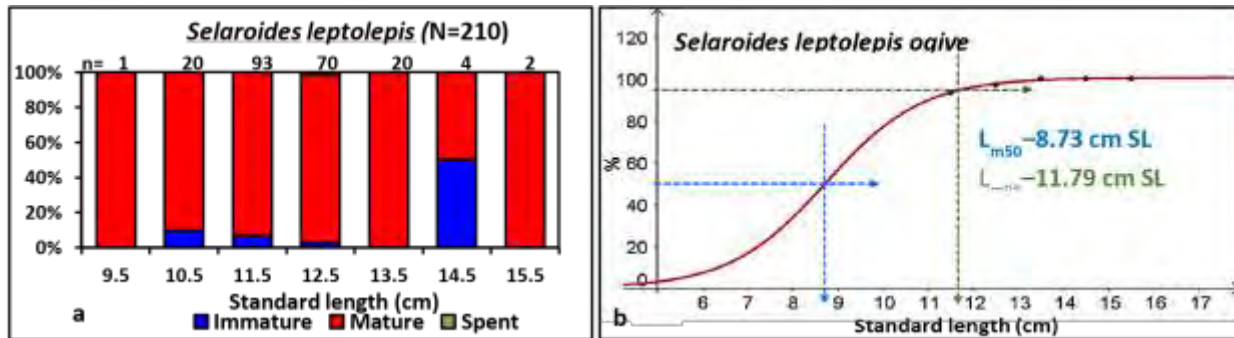 Selaroides leptolepis (N=210)
n= 1 20 93 70 20 4 2
100%
80%
60%
40%
20%
0%
9.5 10.5 11.5 12.5 13.5 14.5 15.5
Standard length (cm)
a
Immature Mature Spent
Selaroides leptolepis ogive
120
100
80
60
40
20
0
%
Lm50–8.73 cm SL
–11.79 cm SL
6 7 8 9 10 11 12 13 14 15 16 17
Standard length (cm)
b